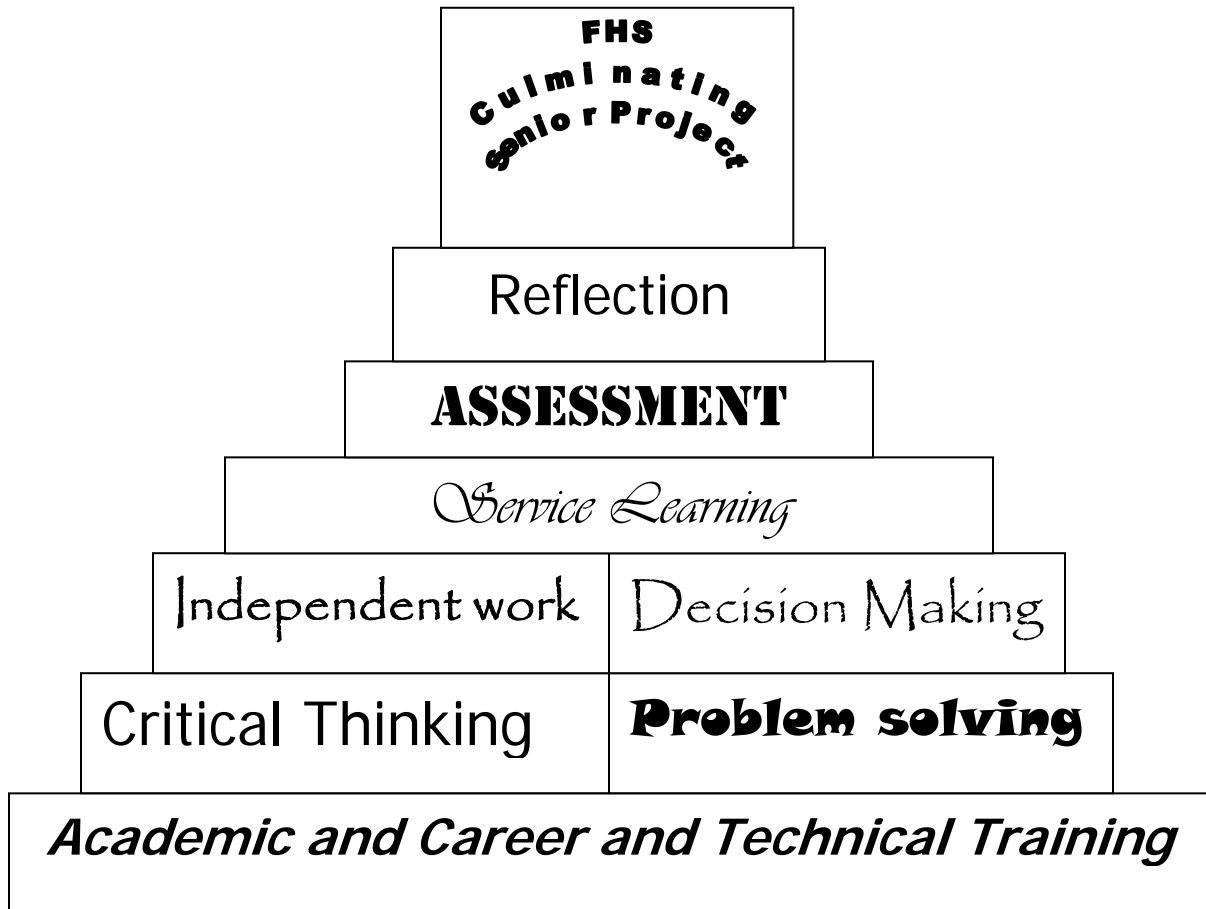 FHS
Culminating
Senior Project
Reflection
ASSESSMENT
Service Learning
Independent work
Decision Making
Critical Thinking
Problem solving
Academic and Career and Technical Training